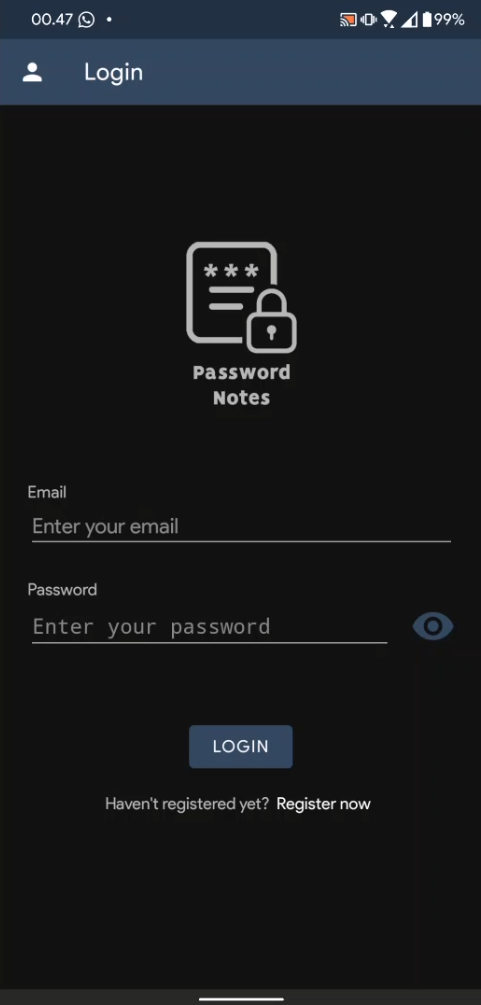 00.47 99%
Login
***
Password
Notes
Email
Enter your email
Password
Enter your password
LOGIN
Haven't registered yet? Register now